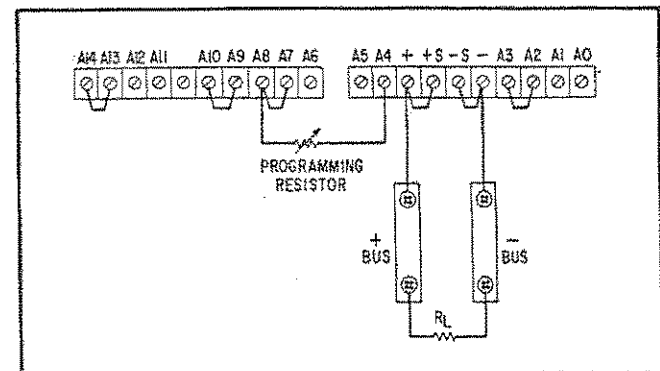 A14 A13 A12 A11 A10 A9 A8 A7 A6 A5 A4 + +S -S - A3 A2 A1 A0
PROGRAMMING
RESISTOR
+
BUS
-
BUS
RL